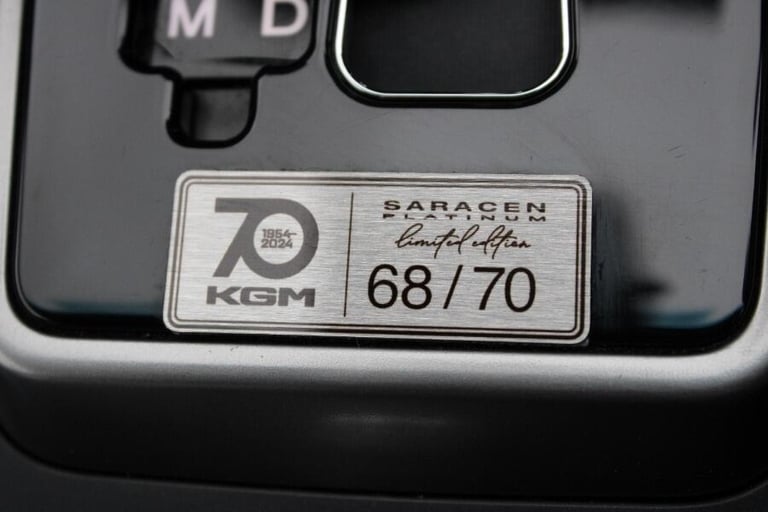 M D
70
1954-
2024
KGM
SARACEN
PLATINUM
limited edition
68/70